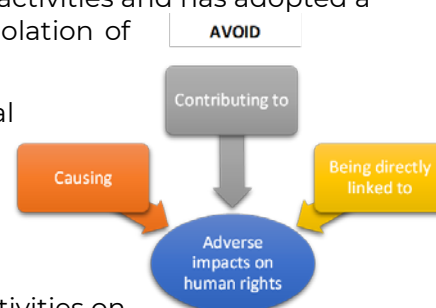 activities and has adopted a
olation of
AVOID
al
Contributing to
Causing
Being directly
linked to
Adverse
impacts on
human rights
tivities on